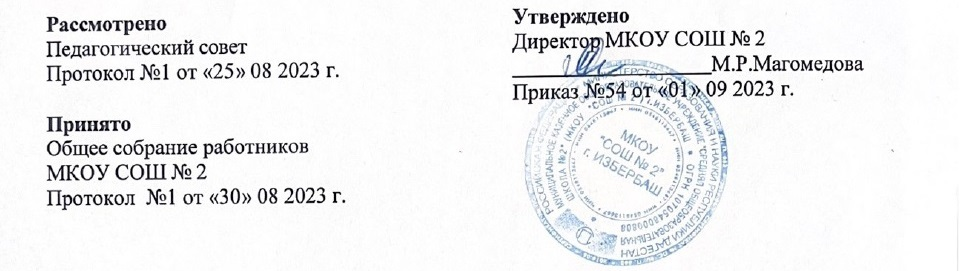 Рассмотрено
Педагогический совет
Протокол №1 от «25» 08 2023 г.
Принято
Общее собрание работников
МКОУ СОШ № 2
Протокол №1 от «30» 08 2023 г.
Утверждено
Директор МКОУ СОШ № 2
___________________М.Р.Магомедова
Приказ №54 от «01» 09 2023 г.
МКОУ
"СОШ № 2"
г. ИЗБЕРБАШ